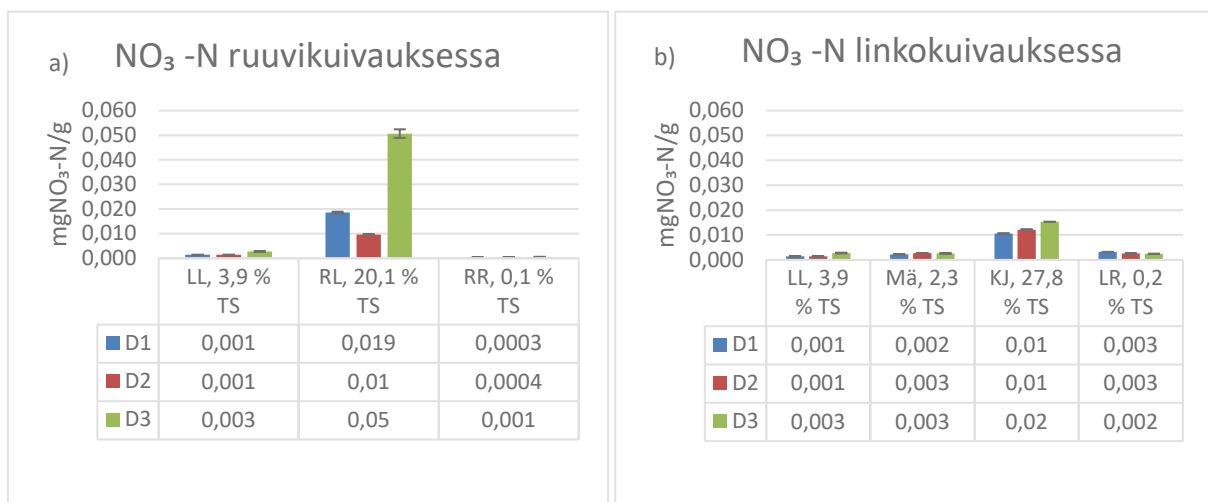 a) NO₃ -N ruuvikuivauksessa
mgNO₃-N/g
0,060
0,050
0,040
0,030
0,020
0,010
0,000
LL, 3,9 % TS
RL, 20,1 % TS
RR, 0,1 % TS
D1 0,001 0,019 0,0003
D2 0,001 0,01 0,0004
D3 0,003 0,05 0,001
b) NO₃ -N linkokuivauksessa
mgNO₃-N/g
0,060
0,050
0,040
0,030
0,020
0,010
0,000
LL, 3,9 % TS
Mä, 2,3 % TS
KJ, 27,8 % TS
LR, 0,2 % TS
D1 0,001 0,002 0,01 0,003
D2 0,001 0,003 0,01 0,003
D3 0,003 0,003 0,02 0,002